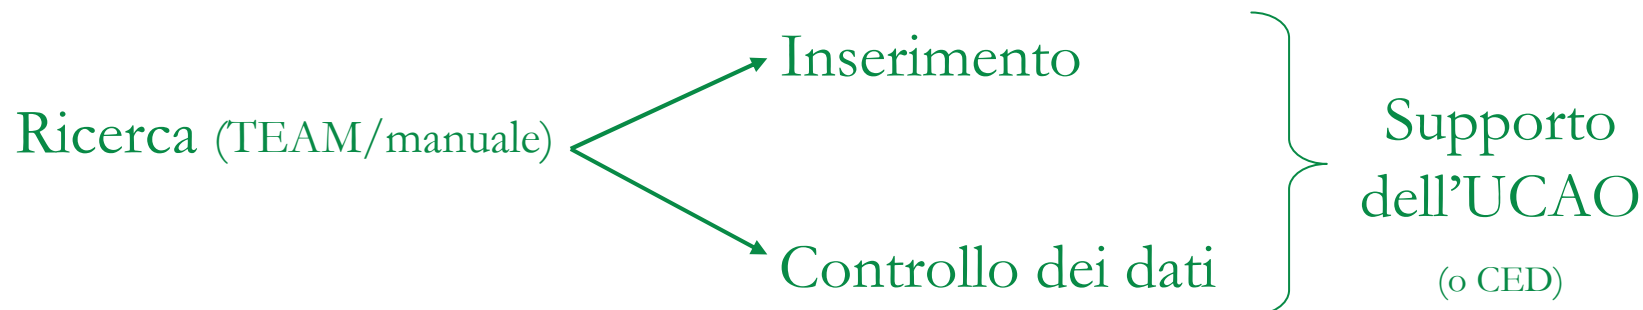 Inserimento
Ricerca (TEAM/manuale)
Controllo dei dati
Supporto
dell’UCAO
(o CED)